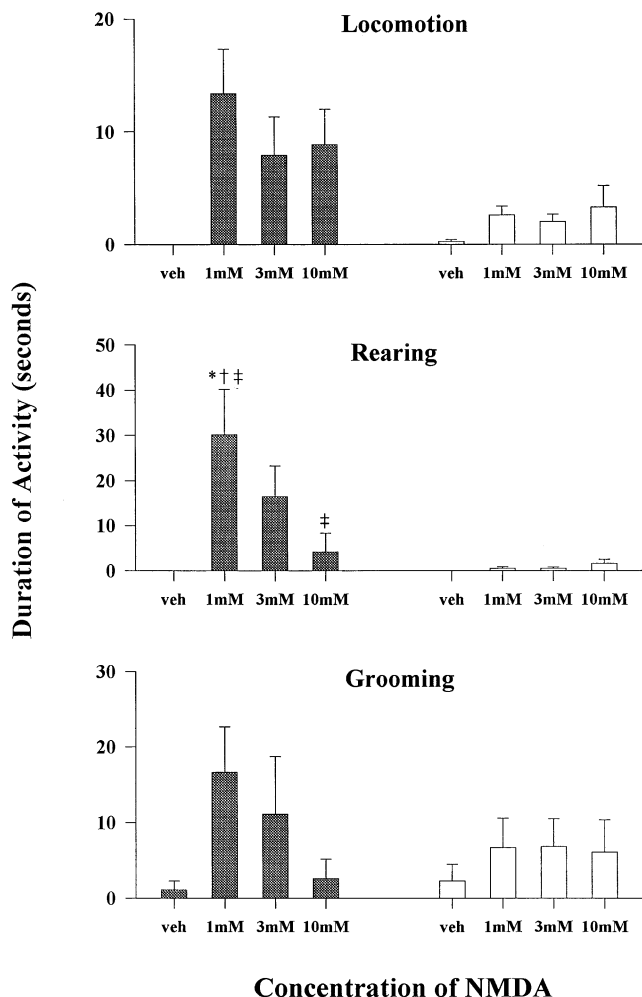 Locomotion
20
10
0
veh 1mM 3mM 10mM veh 1mM 3mM 10mM
Duration of Activity (seconds)
Rearing
50
40
30
20
10
0
*†‡
‡
veh 1mM 3mM 10mM veh 1mM 3mM 10mM
Grooming
30
20
10
0
veh 1mM 3mM 10mM veh 1mM 3mM 10mM
Concentration of NMDA